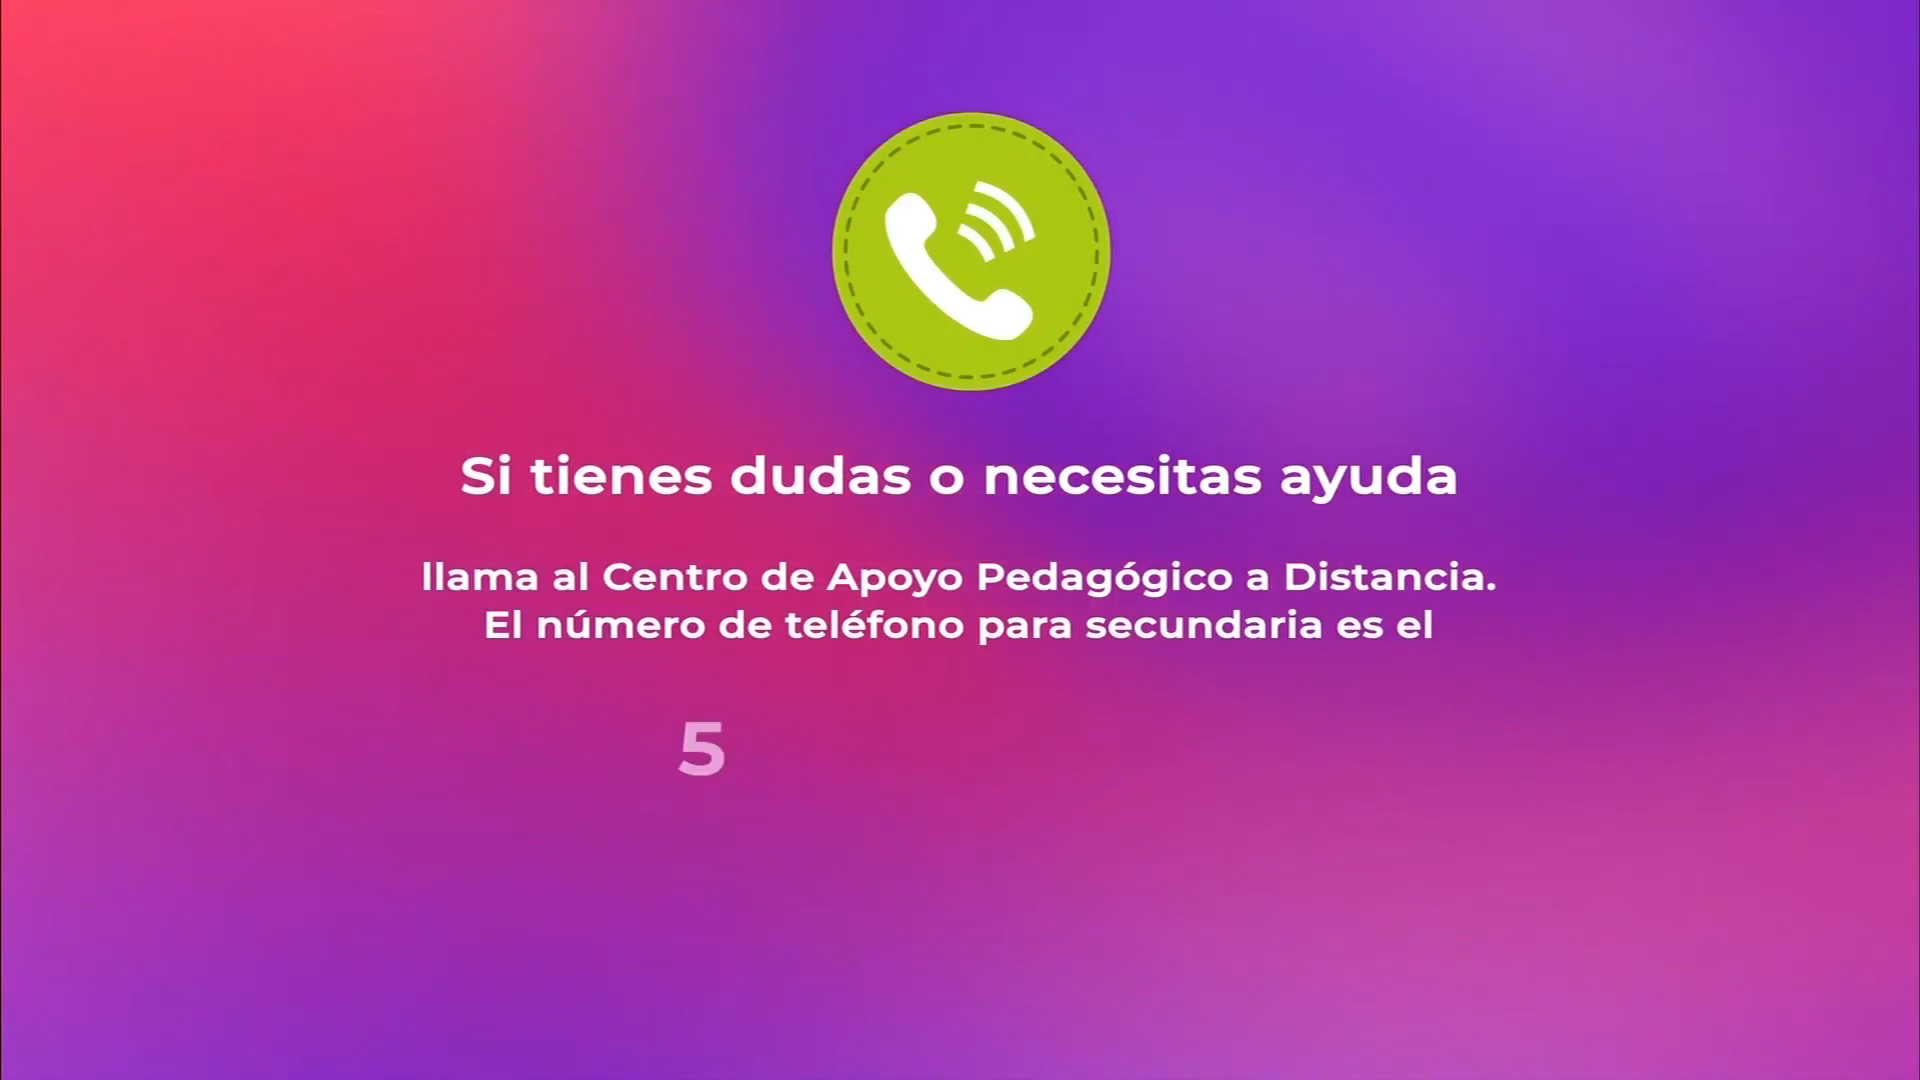 Si tienes dudas o necesitas ayuda
llama al Centro de Apoyo Pedagógico a Distancia.
El número de teléfono para secundaria es el
5